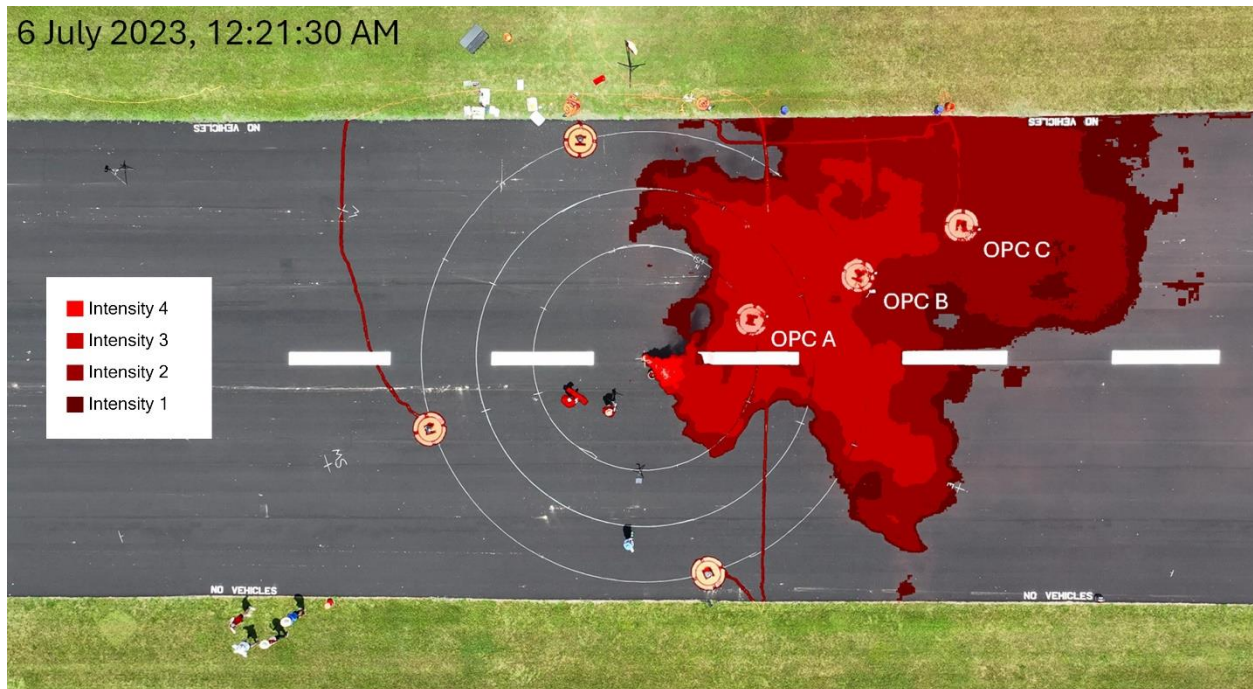 6 July 2023, 12:21:30 AM
NO VEHICLES
NO VEHICLES
Intensity 4
Intensity 3
Intensity 2
Intensity 1
OPC C
OPC B
OPC A
NO VEHICLES
NO VEHICLES